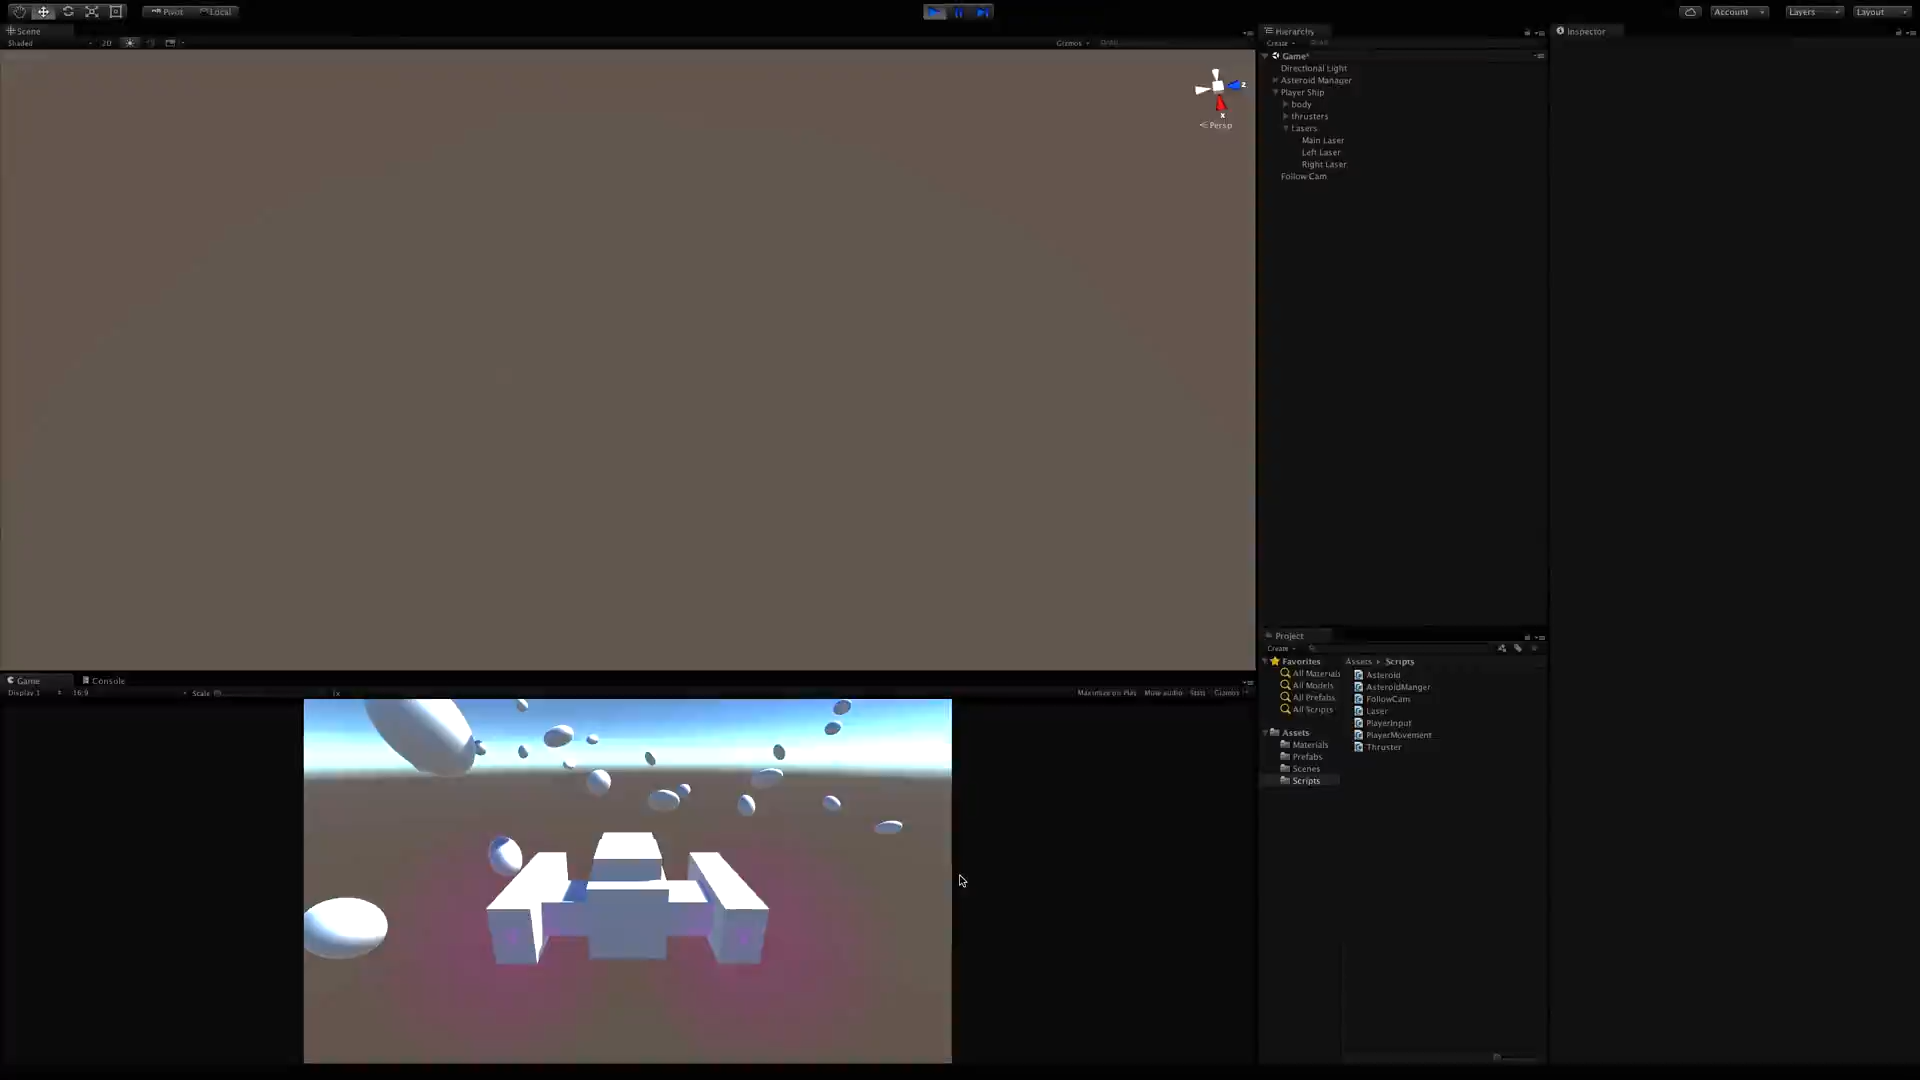 Pivot Local
Account Layers Layout
Scene
Shaded 2D Gizmos
Z
X
Persp
Hierarchy
Create
Game*
Directional Light
Asteroid Manager
Player Ship
body
thrusters
Lasers
Main Laser
Left Laser
Right Laser
Follow Cam
Inspector
Game Console
Display 1 16:9 Scale 1x Maximize on Play Mute audio Stats Gizmos
Project
Create
Favorites
All Materials
All Models
All Prefabs
All Scripts
Assets
Materials
Prefabs
Scenes
Scripts
Assets Scripts
Asteroid
AsteroidManger
FollowCam
Laser
PlayerInput
PlayerMovement
Thruster